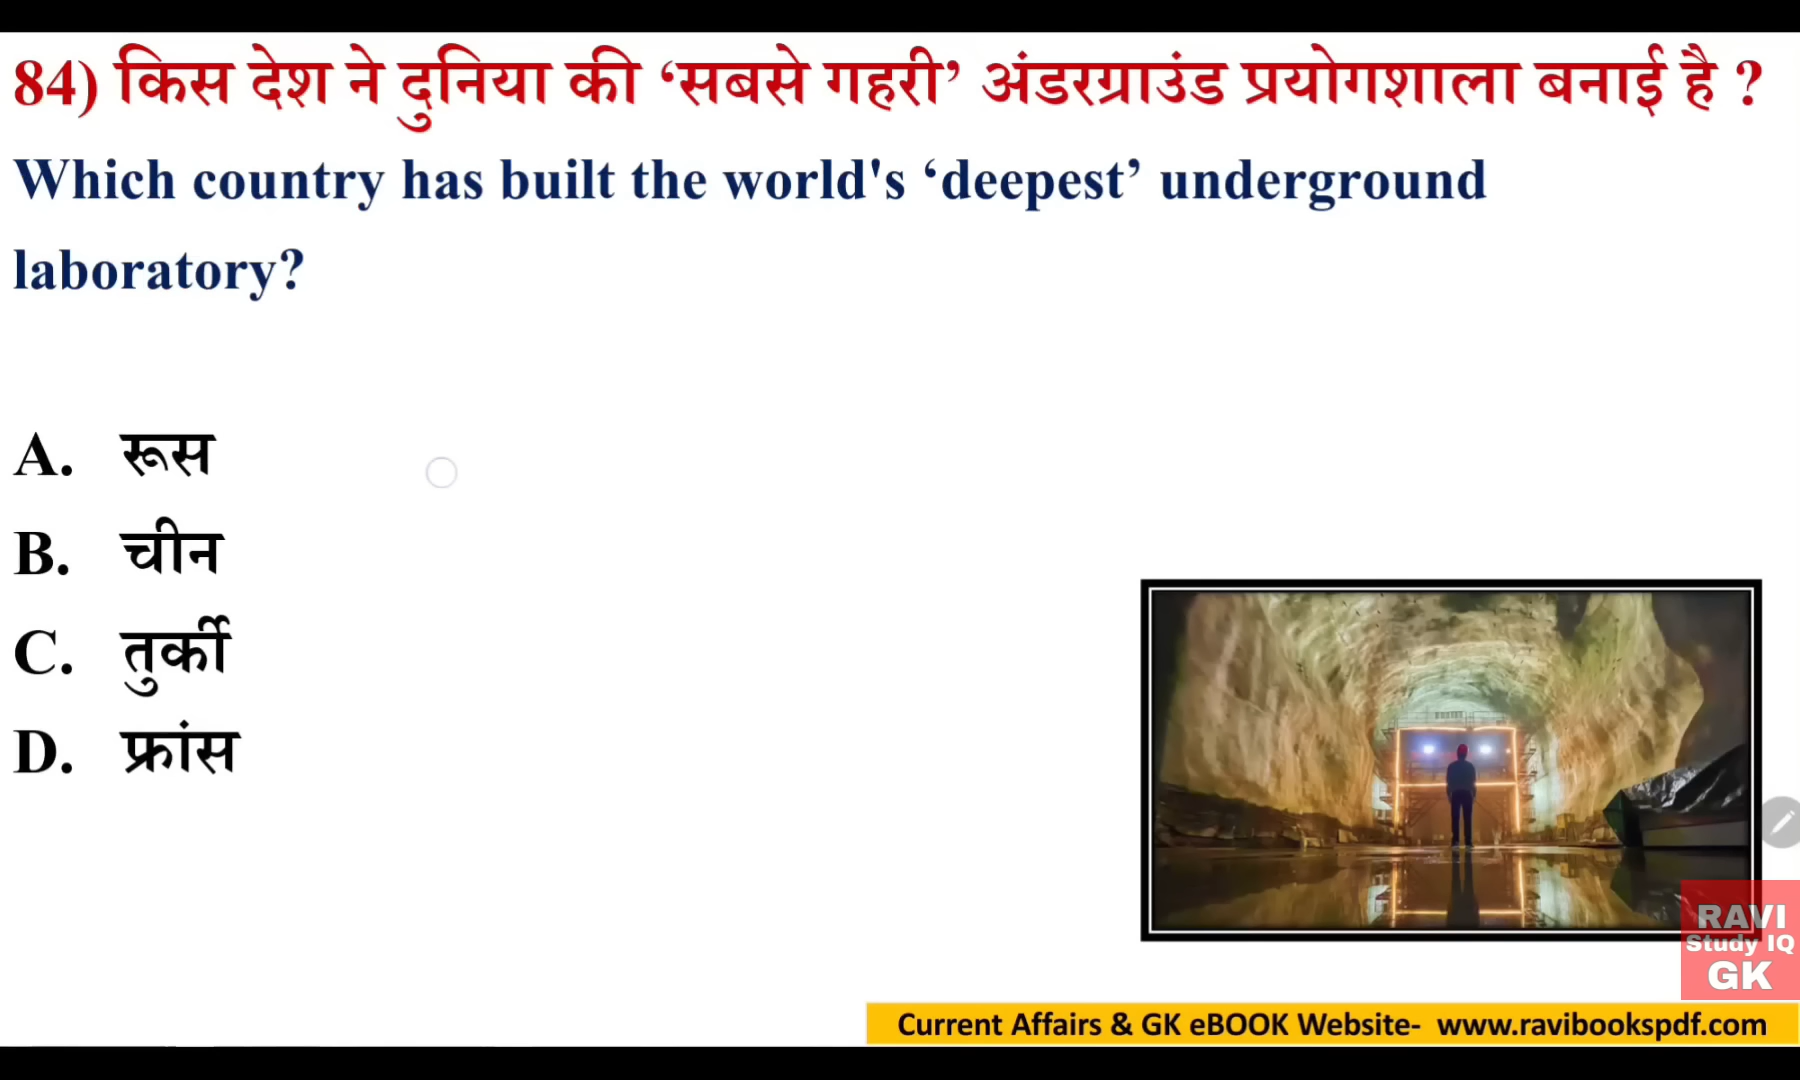 84) किस देश ने दुनिया की ‘सबसे गहरी’ अंडरग्राउंड प्रयोगशाला बनाई है ?
Which country has built the world's ‘deepest’ underground
laboratory?
A. रूस
B. चीन
C. तुर्की
D. फ्रांस
RAVI
Study IQ
GK
Current Affairs & GK eBOOK Website- www.ravibookspdf.com